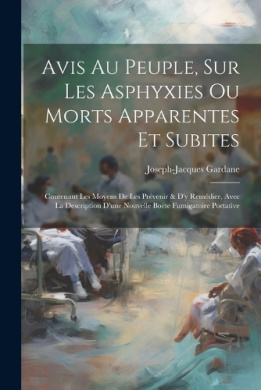 Avis Au Peuple, Sur
Les Asphyxies Ou
Morts Apparentes
Et Subites
Joseph-Jacques Gardane
Contenant Les Moyens De Les Prévenir & D'y Remédier, Avec
La Description D'une Nouvelle Boëte Fumigatoire Portative